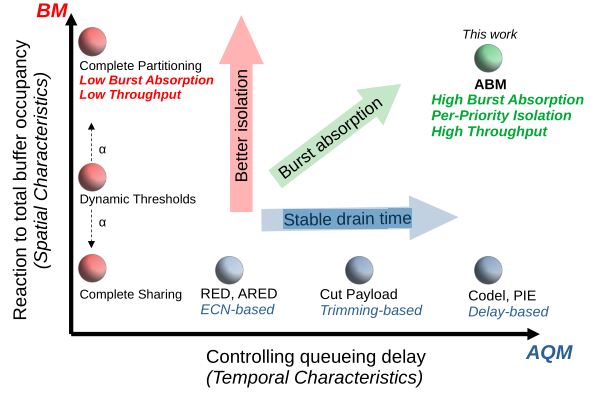 BM
This work
Complete Partitioning
Low Burst Absorption
Low Throughput
ABM
High Burst Absorption
Per-Priority Isolation
High Throughput
Better isolation
Burst absorption
Reaction to total buffer occupancy
(Spatial Characteristics)
α
Dynamic Thresholds
α
Stable drain time
Complete Sharing
RED, ARED
ECN-based
Cut Payload
Trimming-based
Codel, PIE
Delay-based
Controlling queueing delay
(Temporal Characteristics)
AQM